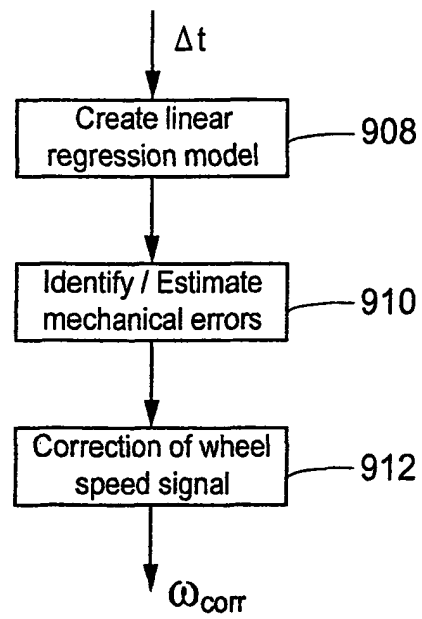 Δt
Create linear
regression model
908
Identify / Estimate
mechanical errors
910
Correction of wheel
speed signal
912
ωcorr